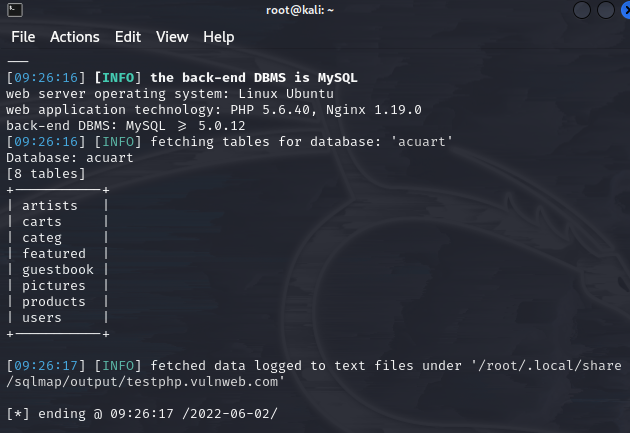 root@kali: ~
File Actions Edit View Help
---
[09:26:16] [INFO] the back-end DBMS is MySQL
web server operating system: Linux Ubuntu
web application technology: PHP 5.6.40, Nginx 1.19.0
back-end DBMS: MySQL >= 5.0.12
[09:26:16] [INFO] fetching tables for database: 'acuart'
Database: acuart
[8 tables]
+-----------+
| artists   |
| carts     |
| categ     |
| featured  |
| guestbook |
| pictures  |
| products  |
| users     |
+-----------+
[09:26:17] [INFO] fetched data logged to text files under '/root/.local/share
/sqlmap/output/testphp.vulnweb.com'
[*] ending @ 09:26:17 /2022-06-02/